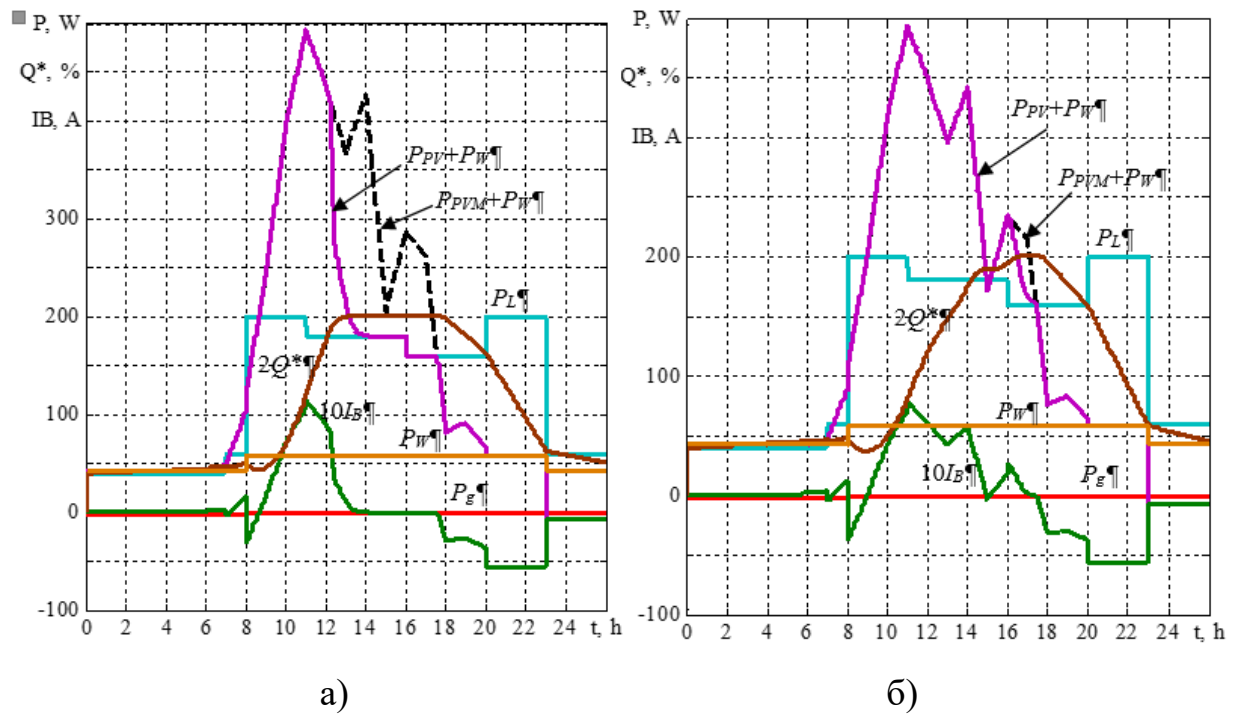 P, W
Q*, %
IB, A
300
200
100
0
-100
0 2 4 6 8 10 12 14 16 18 20 22 24 t, h
PPV+PW¶
PPVM+PW¶
PL¶
2Q*¶
10IB¶
PW¶
Pg¶
а)
P, W
Q*, %
IB, A
200
100
0
-100
0 2 4 6 8 10 12 14 16 18 20 22 24 t, h
PPV+PW¶
PPVM+PW¶
PL¶
2Q*¶
PW¶
10IB¶
Pg¶
б)